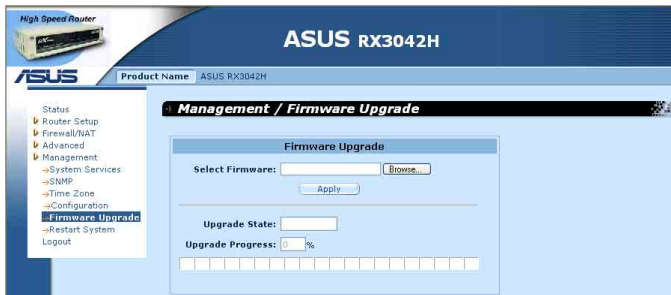 High Speed Router
ASUS RX3042H
ASUS
Product Name ASUS RX3042H
Status
Router Setup
Firewall/NAT
Advanced
Management
System Services
SNMP
Time Zone
Configuration
Firmware Upgrade
Restart System
Logout
Management / Firmware Upgrade
Firmware Upgrade
Select Firmware: Browse...
Apply
Upgrade State:
Upgrade Progress: 0 %